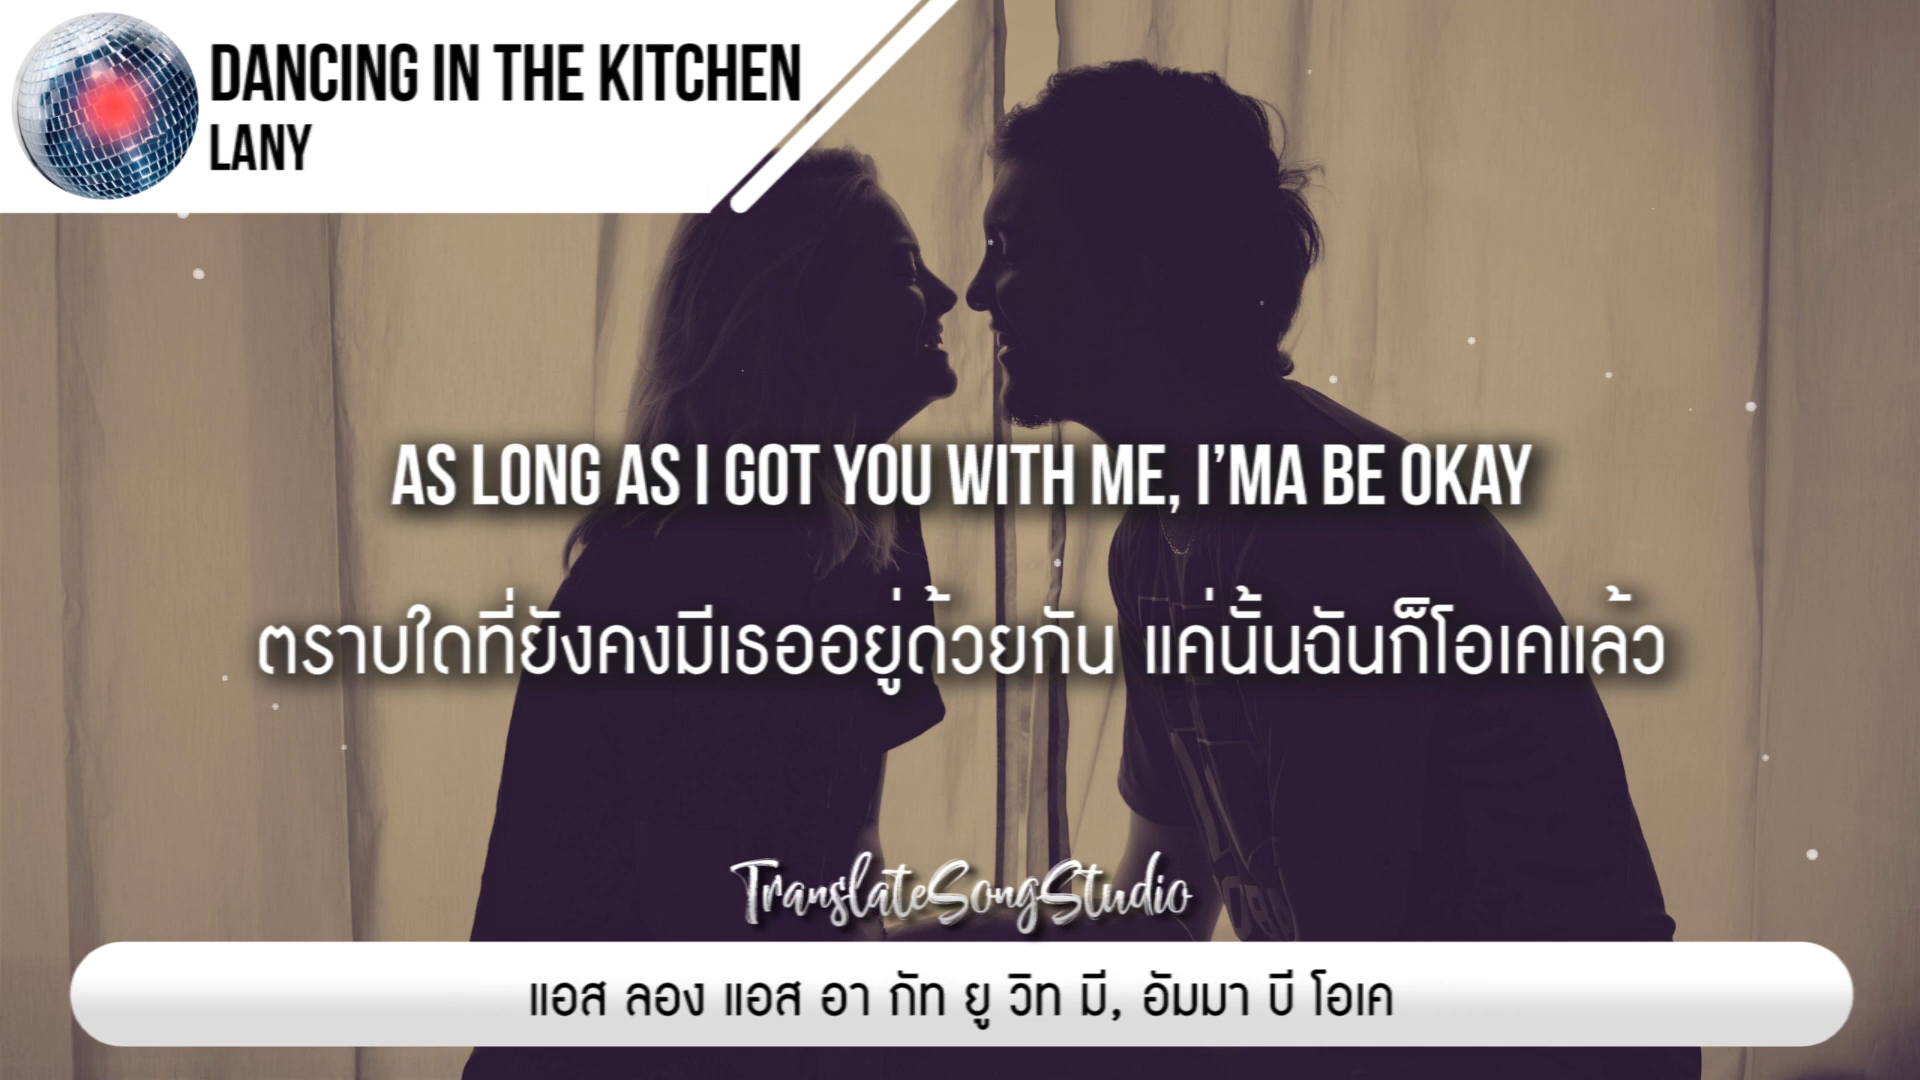 DANCING IN THE KITCHEN
LANY
AS LONG AS I GOT YOU WITH ME, I'MA BE OKAY
ตราบใดที่ยังคงมีเธออยู่ด้วยกัน แค่นั้นฉันก็โอเคแล้ว
TranslateSongStudio
แอส ลอง แอส อา กัท ยู วิท มี, อัมมา บี โอเค